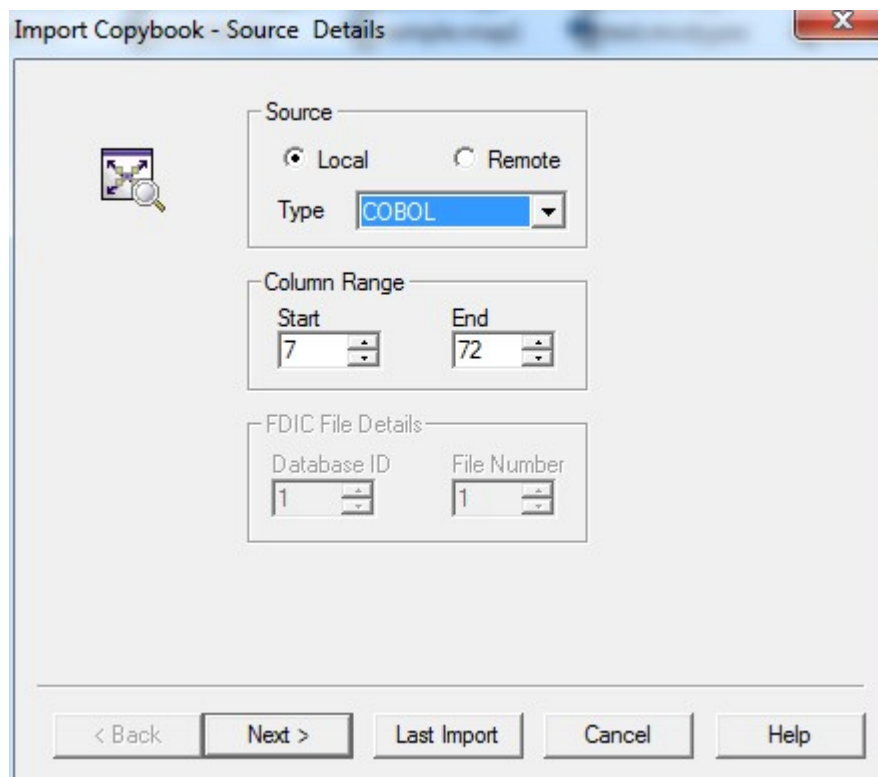 Import Copybook - Source Details
X
Source
Local Remote
Type COBOL
Column Range
Start End
7 72
FDIC File Details
Database ID File Number
1 1
< Back Next > Last Import Cancel Help